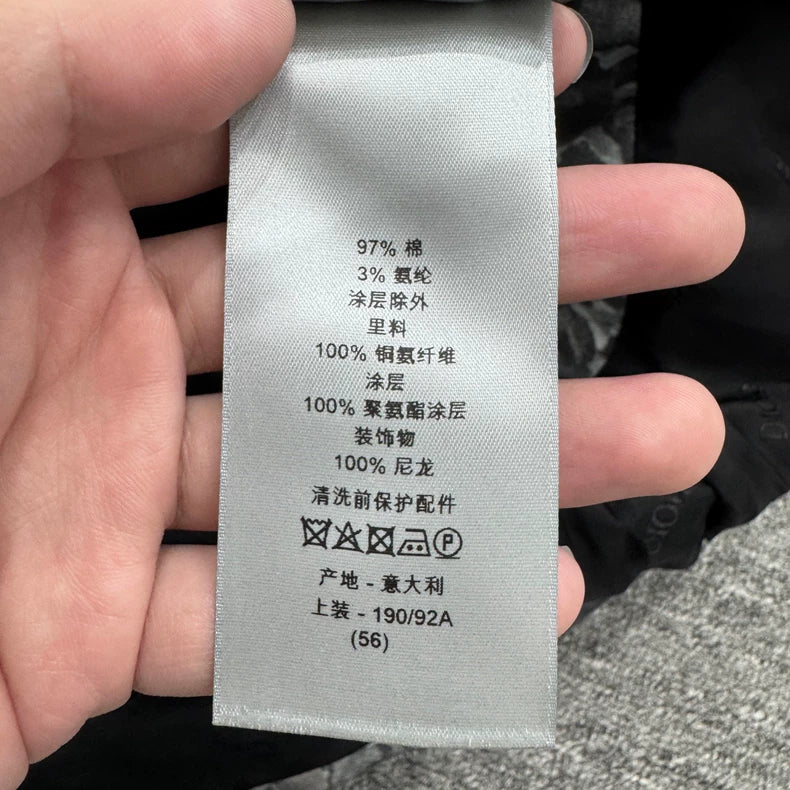 97% 棉
3% 氨纶
涂层除外
里料
100% 铜氨纤维
涂层
100% 聚氨酯涂层
装饰物
100% 尼龙
清洗前保护配件
P
产地 - 意大利
上装 - 190/92A
(56)